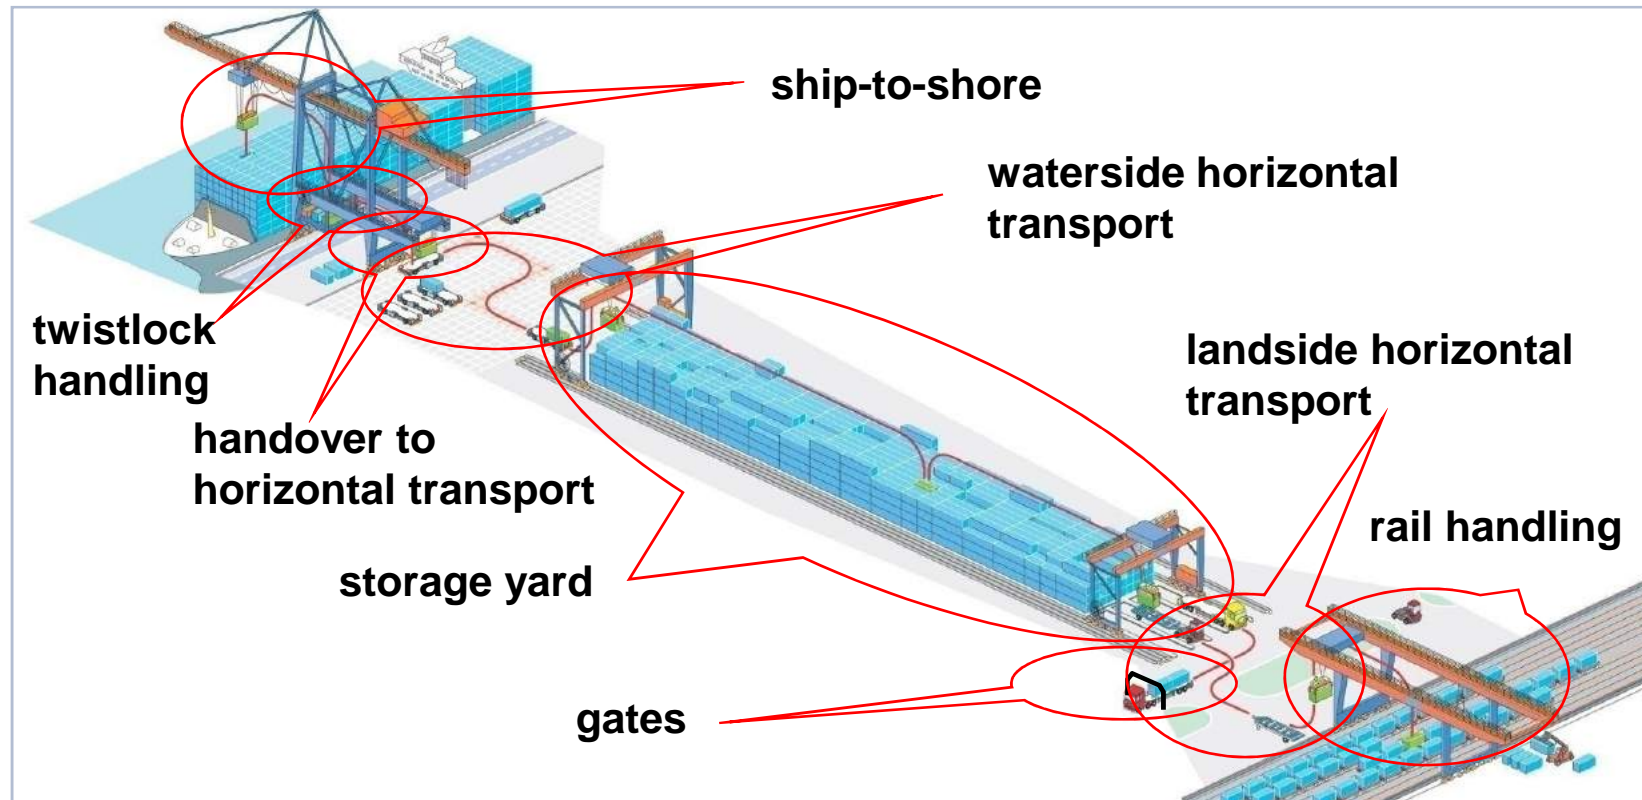 ship-to-shore
waterside horizontal
transport
twistlock
handling
landside horizontal
transport
handover to
horizontal transport
rail handling
storage yard
gates